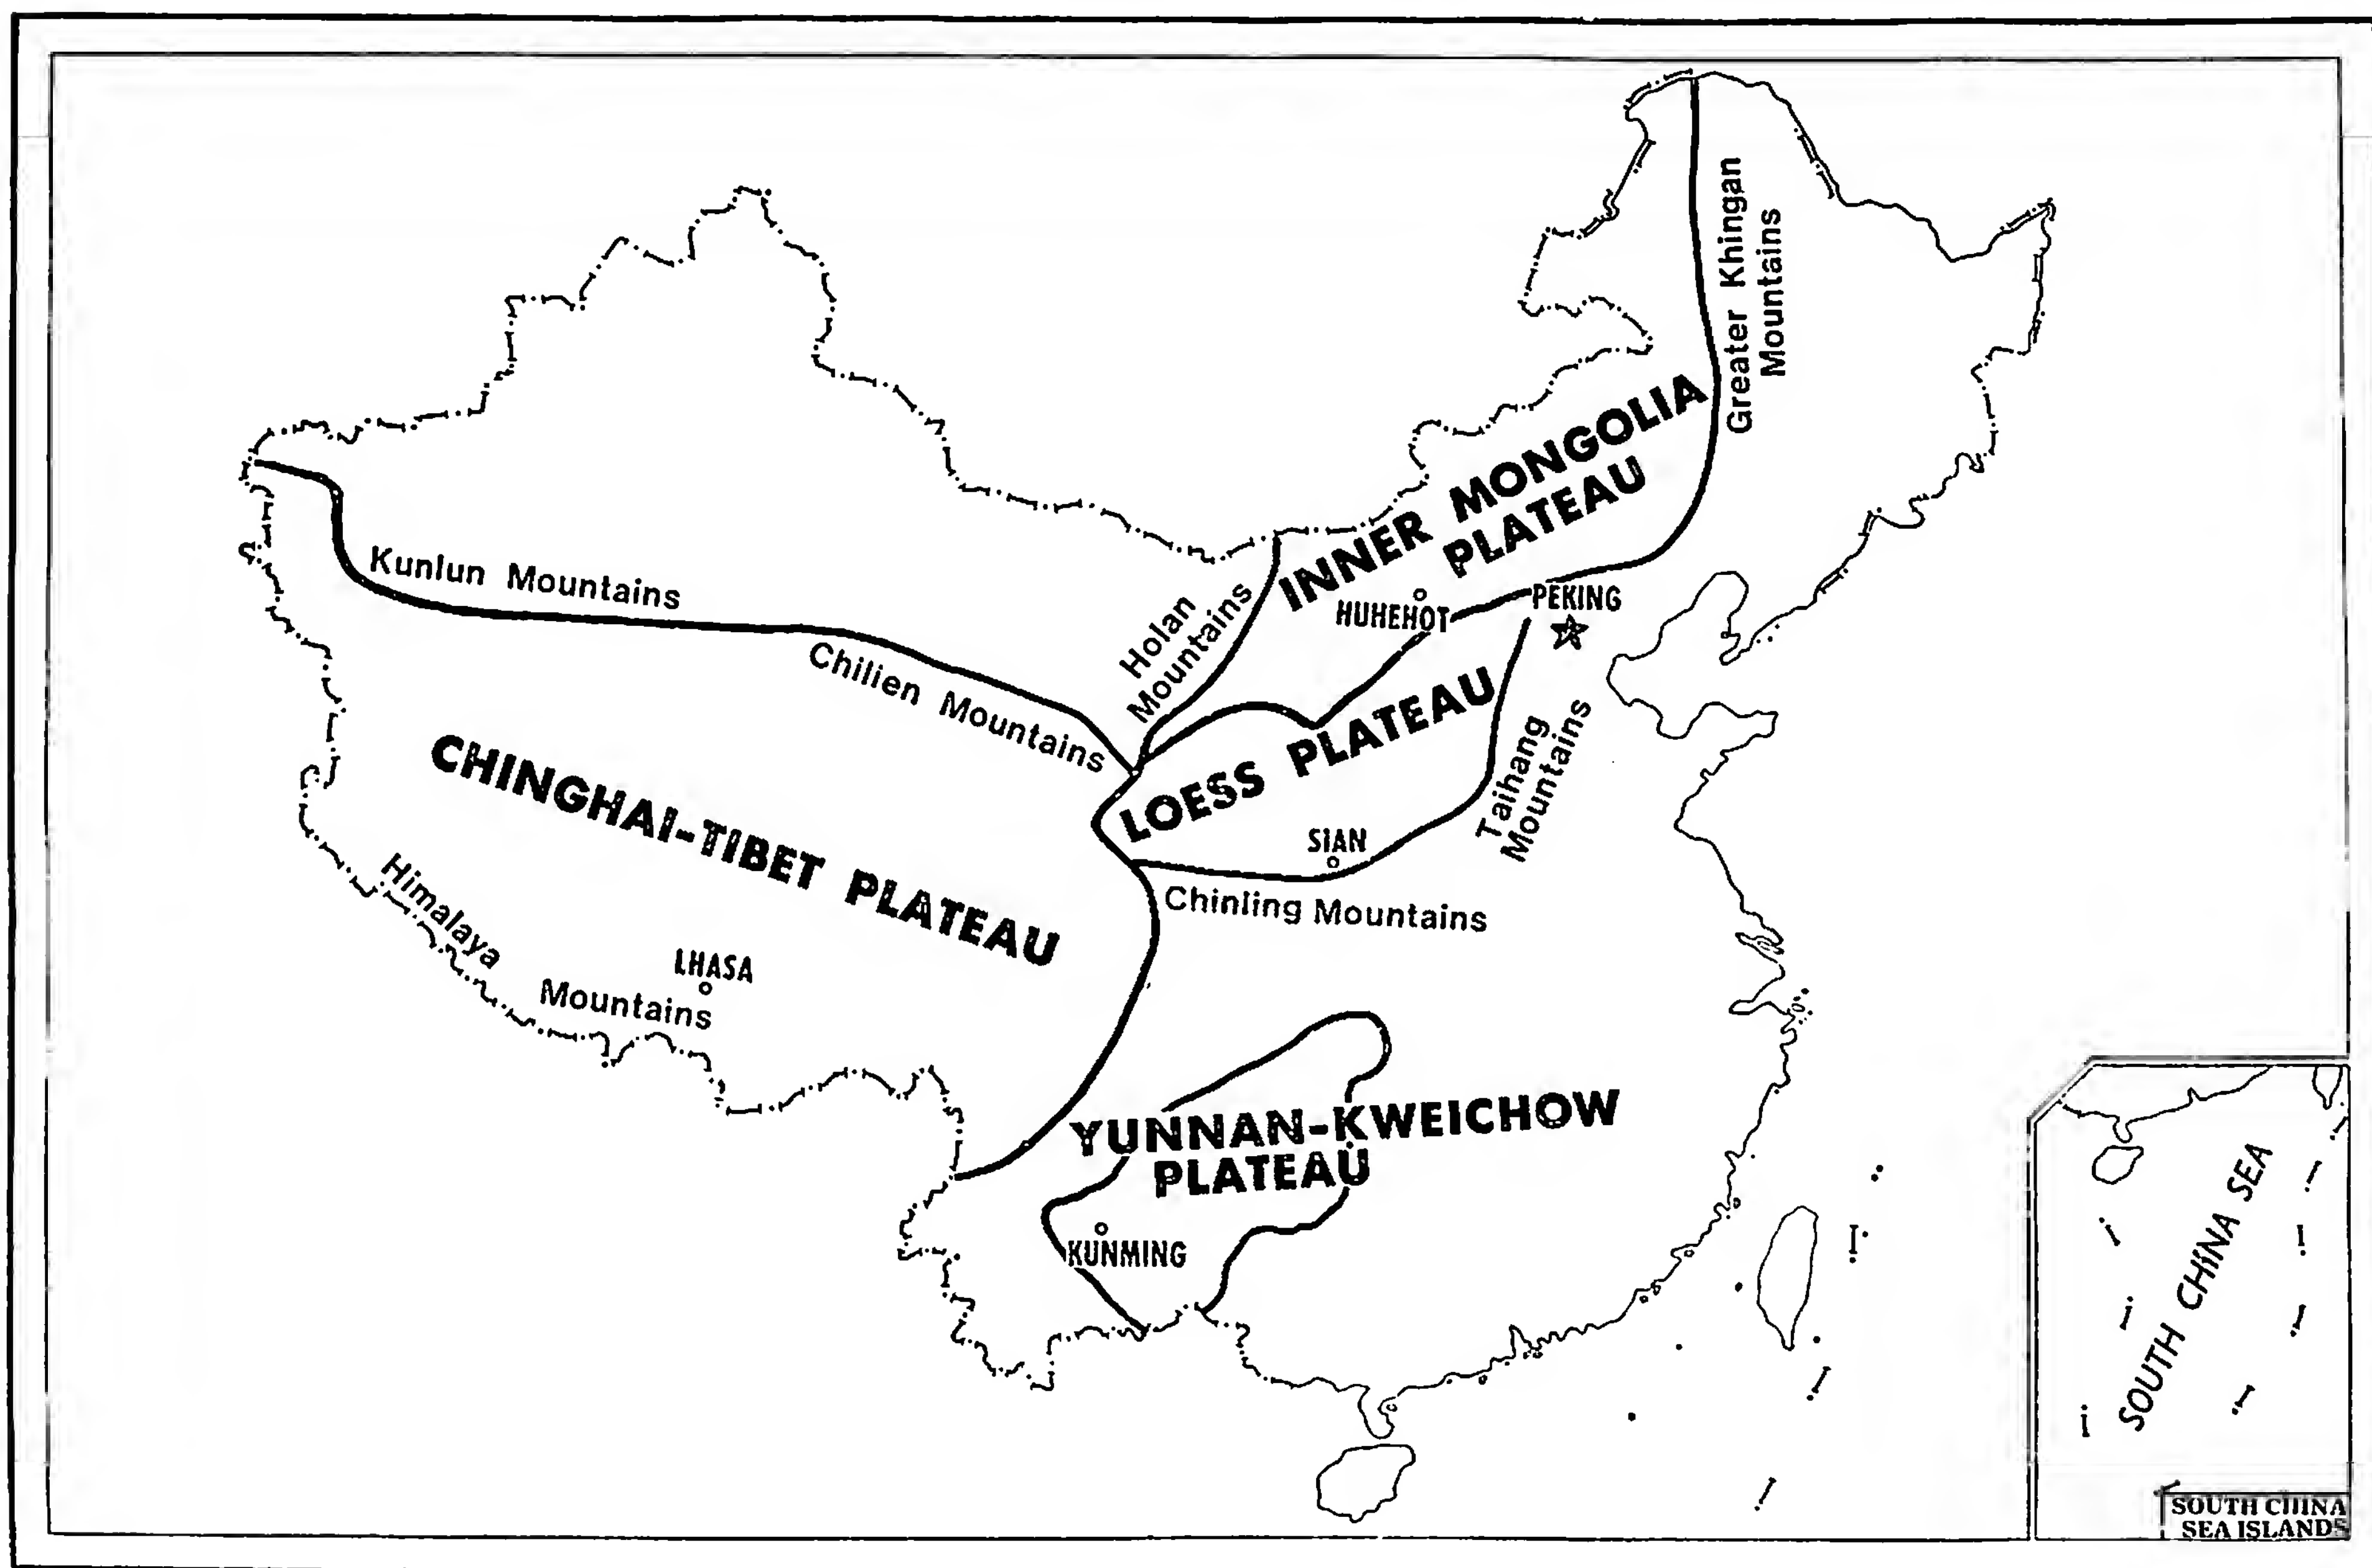 Greater Khingan
Mountains
INNER MONGOLIA
PLATEAU
Kunlun Mountains
Holan
Mountains
HUHEHOT
PEKING
Chilien Mountains
LOESS PLATEAU
Taihang
Mountains
CHINGHAI-TIBET PLATEAU
SIAN
Chinling Mountains
Himalaya
Mountains
LHASA
YUNNAN-KWEICHOW
PLATEAU
KUNMING
SOUTH CHINA SEA
SOUTH CHINA
SEA ISLANDS